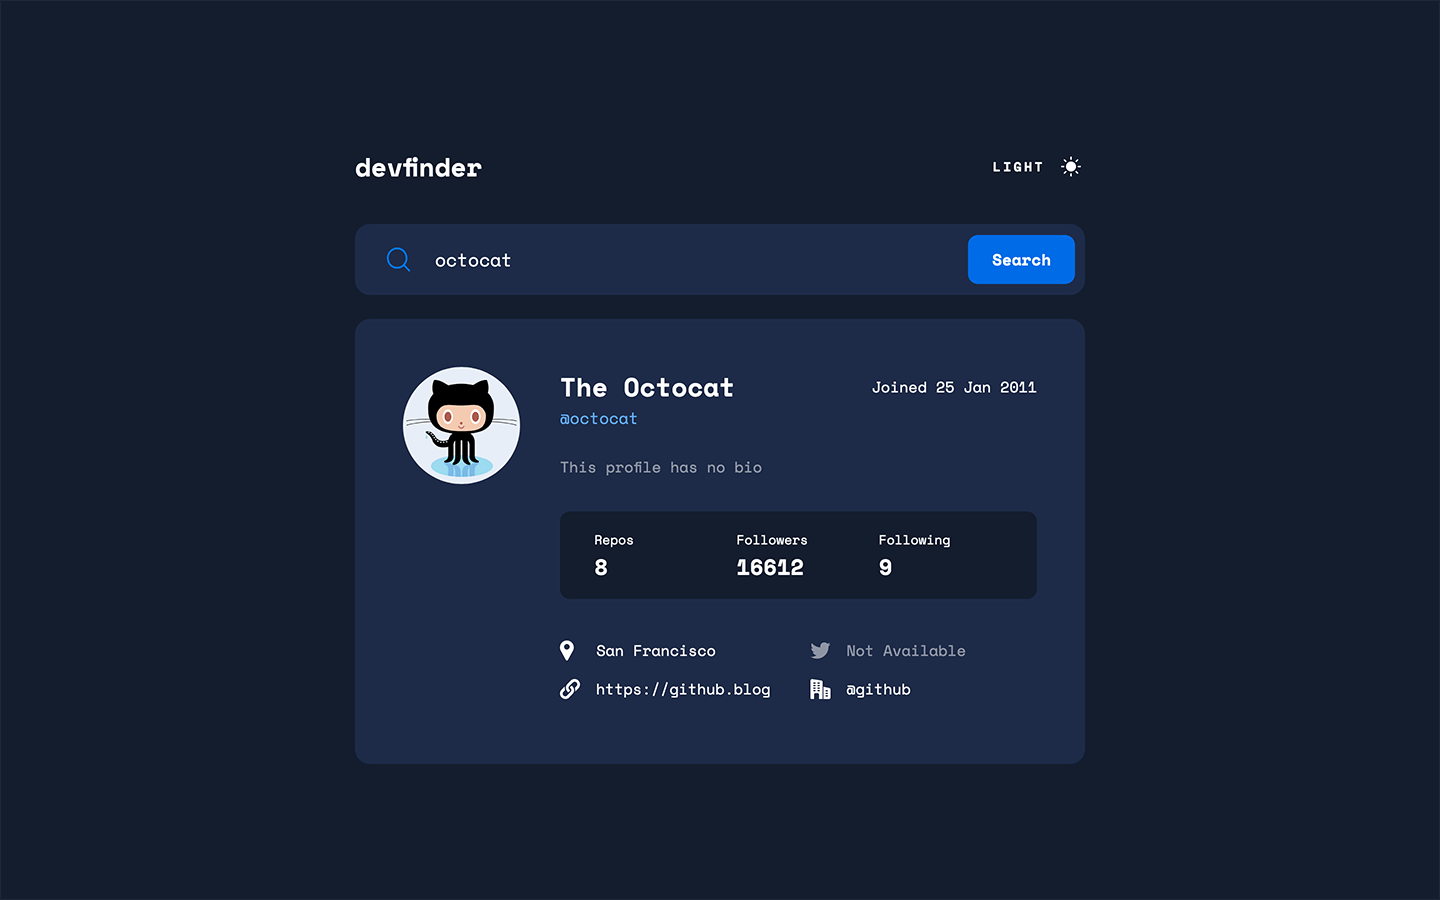 devfinder
LIGHT
octocat
Search
The Octocat
Joined 25 Jan 2011
@octocat
This profile has no bio
Repos
Followers
Following
8
16612
9
San Francisco
Not Available
https://github.blog
@github